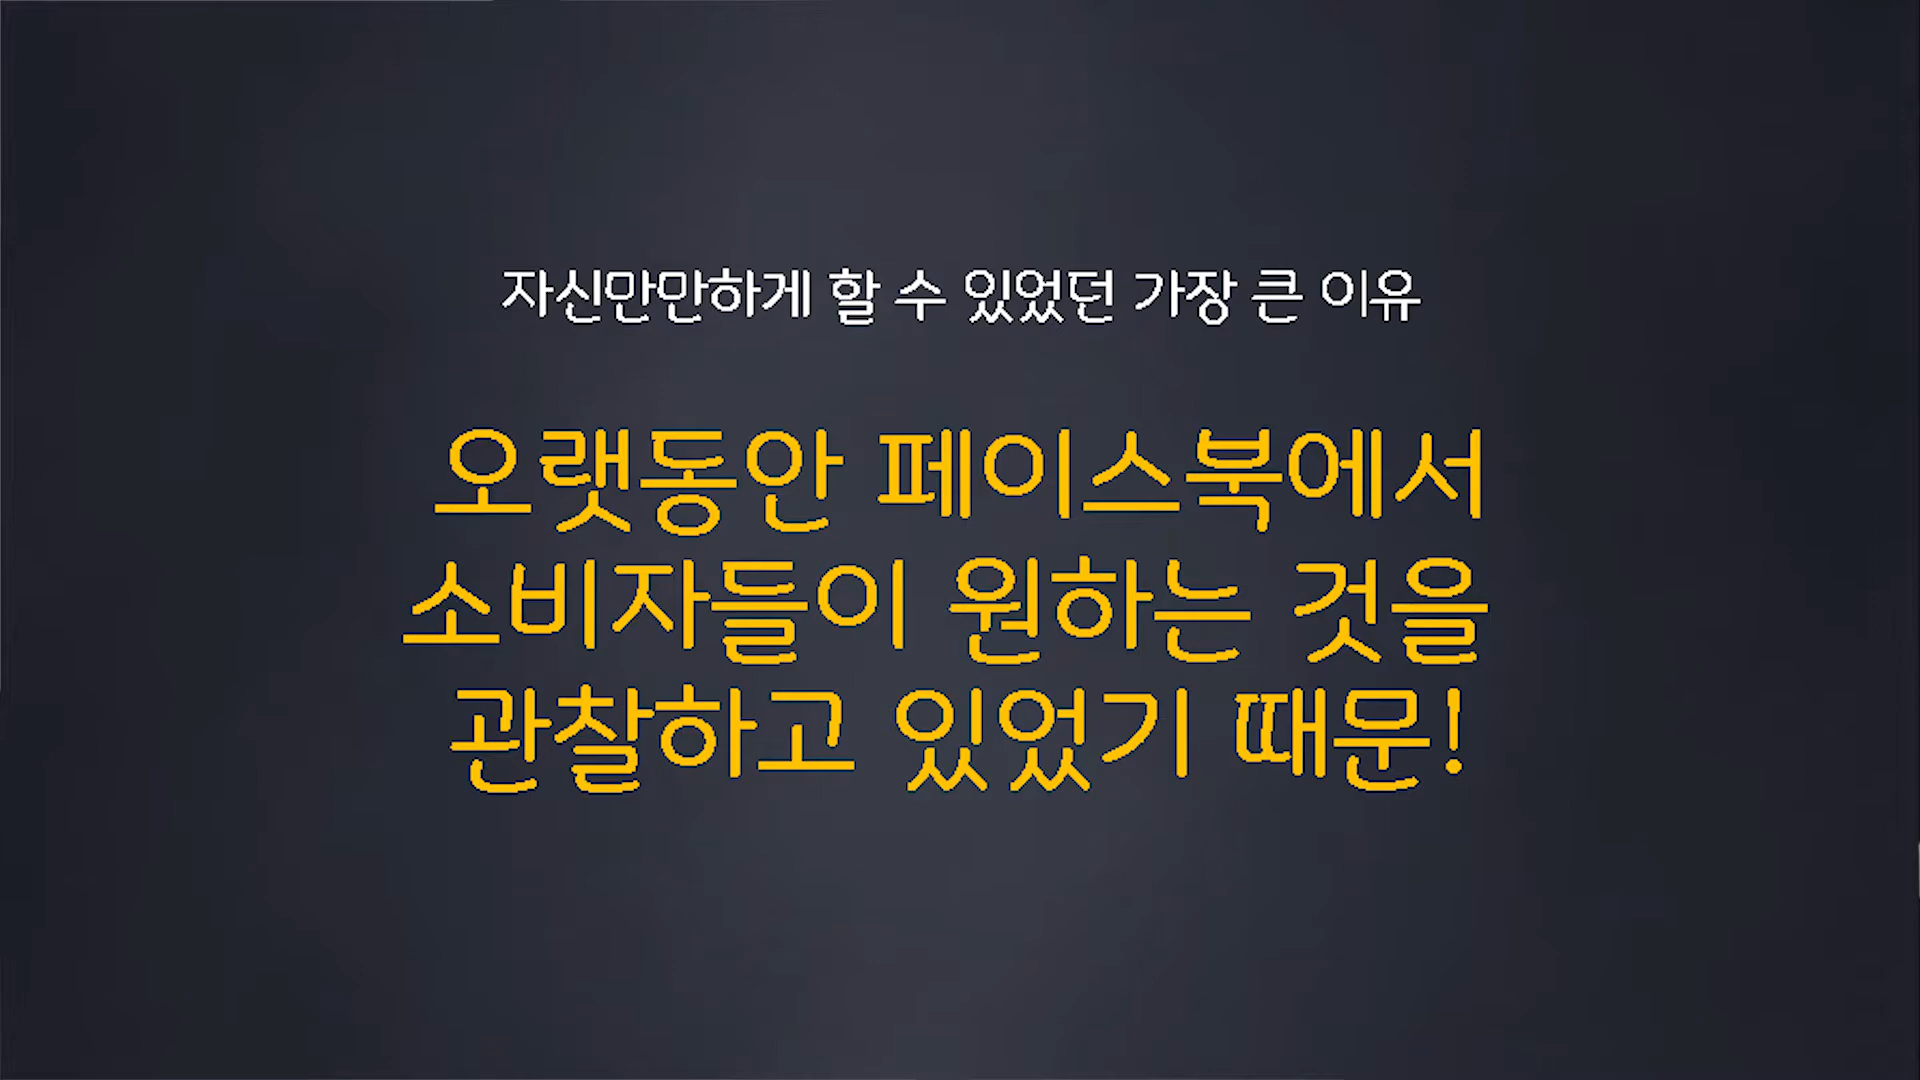 자신만만하게 할 수 있었던 가장 큰 이유
오랫동안 페이스북에서
소비자들이 원하는 것을
관찰하고 있었기 때문!